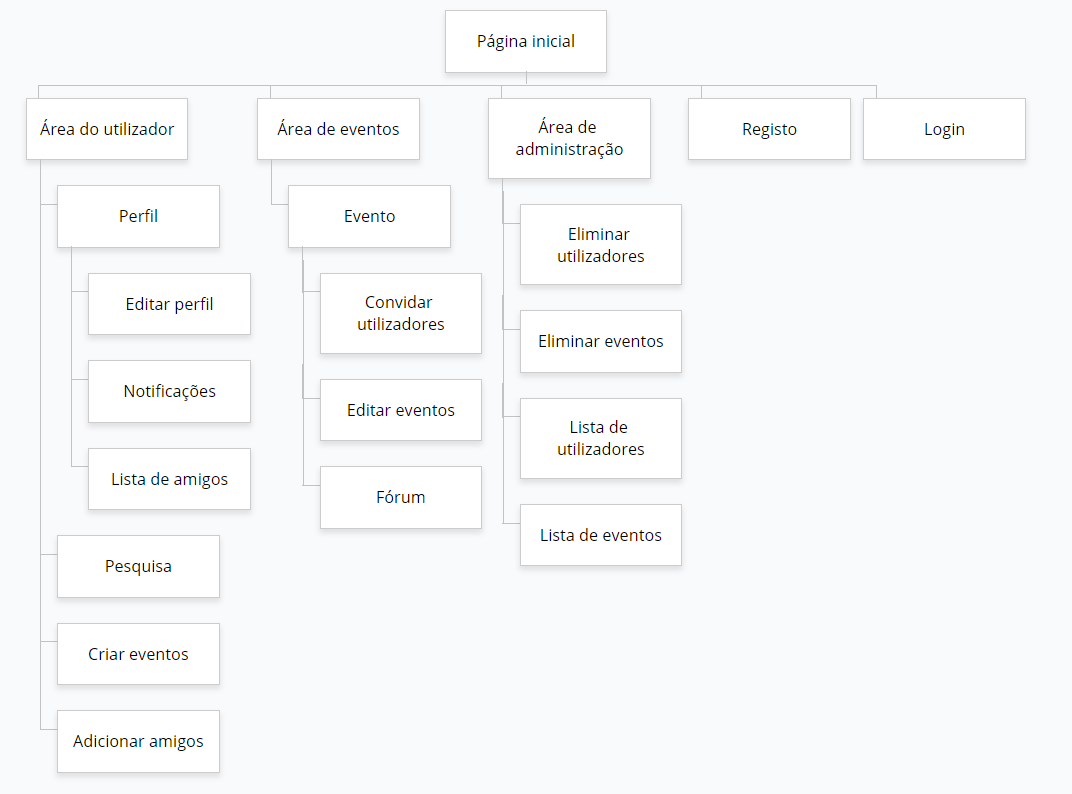 Página inicial
Área do utilizador
Área de eventos
Área de
administração
Registo
Login
Perfil
Editar perfil
Notificações
Lista de amigos
Pesquisa
Criar eventos
Adicionar amigos
Evento
Convidar
utilizadores
Editar eventos
Fórum
Eliminar
utilizadores
Eliminar eventos
Lista de
utilizadores
Lista de eventos